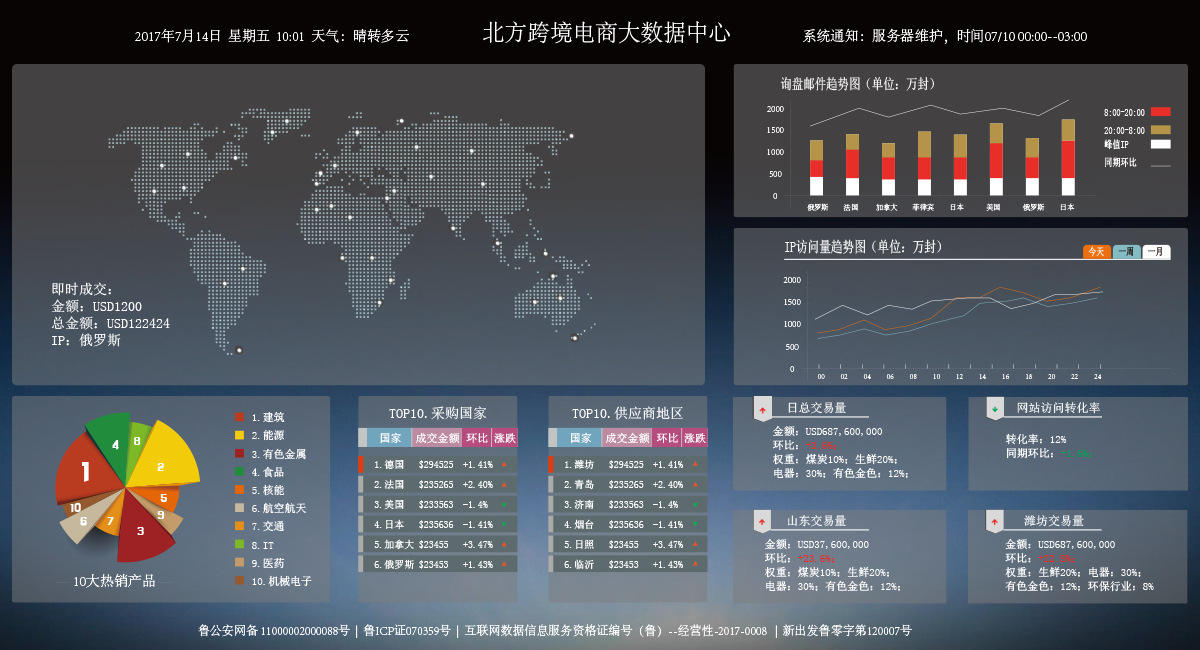 2017年7月14日 星期五 10:01 天气：晴转多云
北方跨境电商大数据中心
系统通知：服务器维护，时间07/10 00:00--03:00
即时成交：
金额：USD1200
总金额：USD122424
IP：俄罗斯
询盘邮件趋势图（单位：万封）
2000
1500
1000
500
0
俄罗斯 法国 加拿大 菲律宾 日本 美国 俄罗斯 日本
8:00-20:00
20:00-8:00
峰值IP
同期环比
IP访问量趋势图（单位：万封）
今天 一周 一月
2000
1500
1000
500
0
00 02 04 06 08 10 12 14 16 18 20 22 24
1 2 3 4 5 6 7 8 9 10
10大热销产品
1. 建筑
2. 能源
3. 有色金属
4. 食品
5. 核能
6. 航空航天
7. 交通
8. IT
9. 医药
10. 机械电子
TOP10.采购国家
国家 成交金额 环比 涨跌
1. 德国 $294525 +1.41%
2. 法国 $235265 +2.40%
3. 美国 $233563 -1.4%
4. 日本 $235636 -1.41%
5. 加拿大 $23455 +3.47%
6. 俄罗斯 $23453 +1.43%
TOP10.供应商地区
国家 成交金额 环比 涨跌
1. 潍坊 $294525 +1.41%
2. 青岛 $235265 +2.40%
3. 济南 $233563 -1.4%
4. 烟台 $235636 -1.41%
5. 日照 $23455 +3.47%
6. 临沂 $23453 +1.43%
日总交易量
金额：USD687,600,000
环比：
权重：煤炭10%；生鲜20%；
电器：30%；有色金色：12%；
网站访问转化率
转化率：12%
同期环比：
山东交易量
金额：USD37,600,000
环比：
权重：煤炭10%；生鲜20%；
电器：30%；有色金色：12%；
潍坊交易量
金额：USD687,600,000
环比：
权重：生鲜20%；电器：30%；
有色金色：12%；环保行业：8%
鲁公安网备11000002000088号 | 鲁ICP证070359号 | 互联网数据信息服务资格证编号（鲁）--经营性-2017-0008 | 新出发鲁零字第120007号